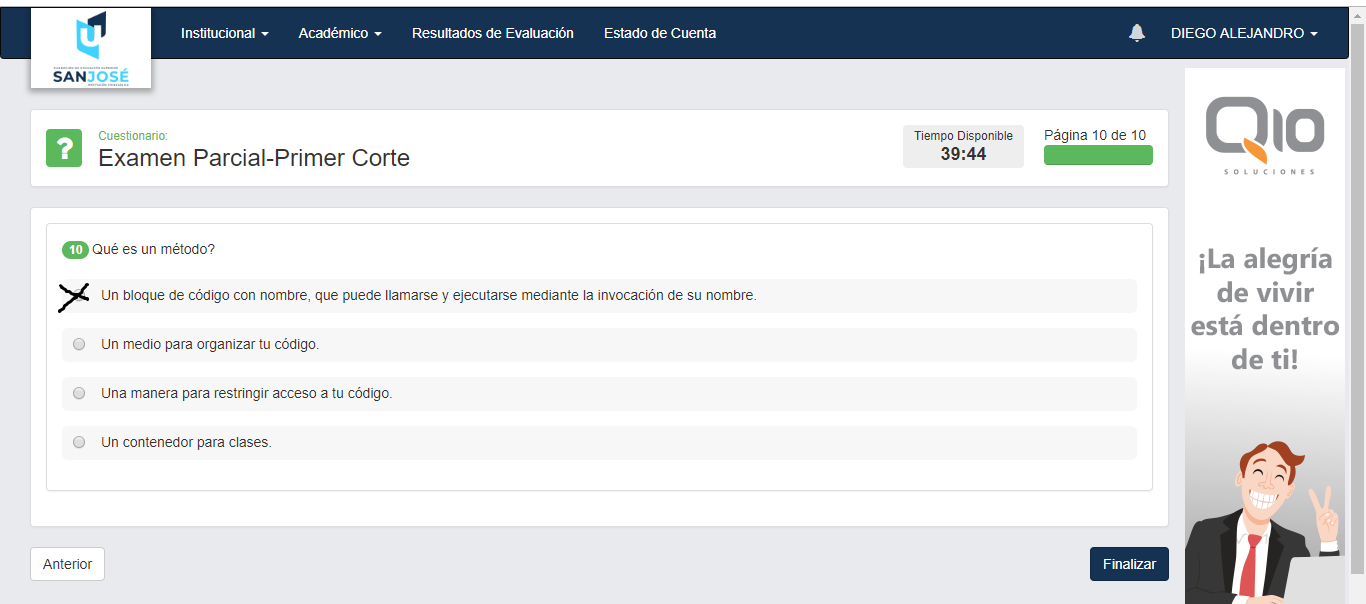 Institucional
Académico
Resultados de Evaluación
Estado de Cuenta
DIEGO ALEJANDRO
SANJOSÉ
Cuestionario:
Examen Parcial-Primer Corte
Tiempo Disponible
39:44
Página 10 de 10
10 Qué es un método?
Un bloque de código con nombre, que puede llamarse y ejecutarse mediante la invocación de su nombre.
Un medio para organizar tu código.
Una manera para restringir acceso a tu código.
Un contenedor para clases.
Anterior
Finalizar
QIO
SOLUCIONES
¡La alegría
de vivir
está dentro
de ti!